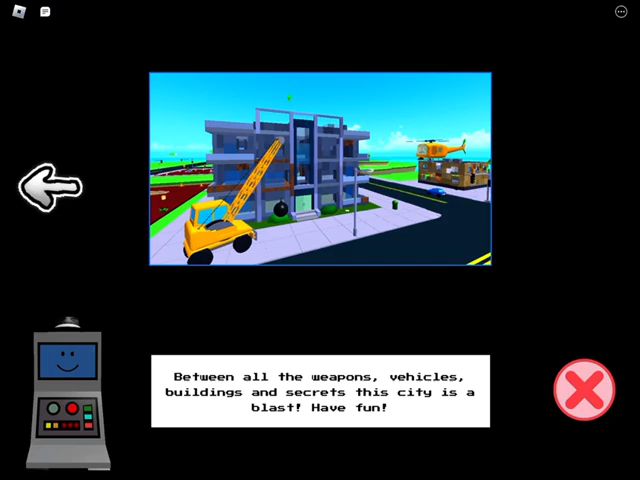 Between all the weapons, vehicles,
buildings and secrets this city is a
blast! Have fun!